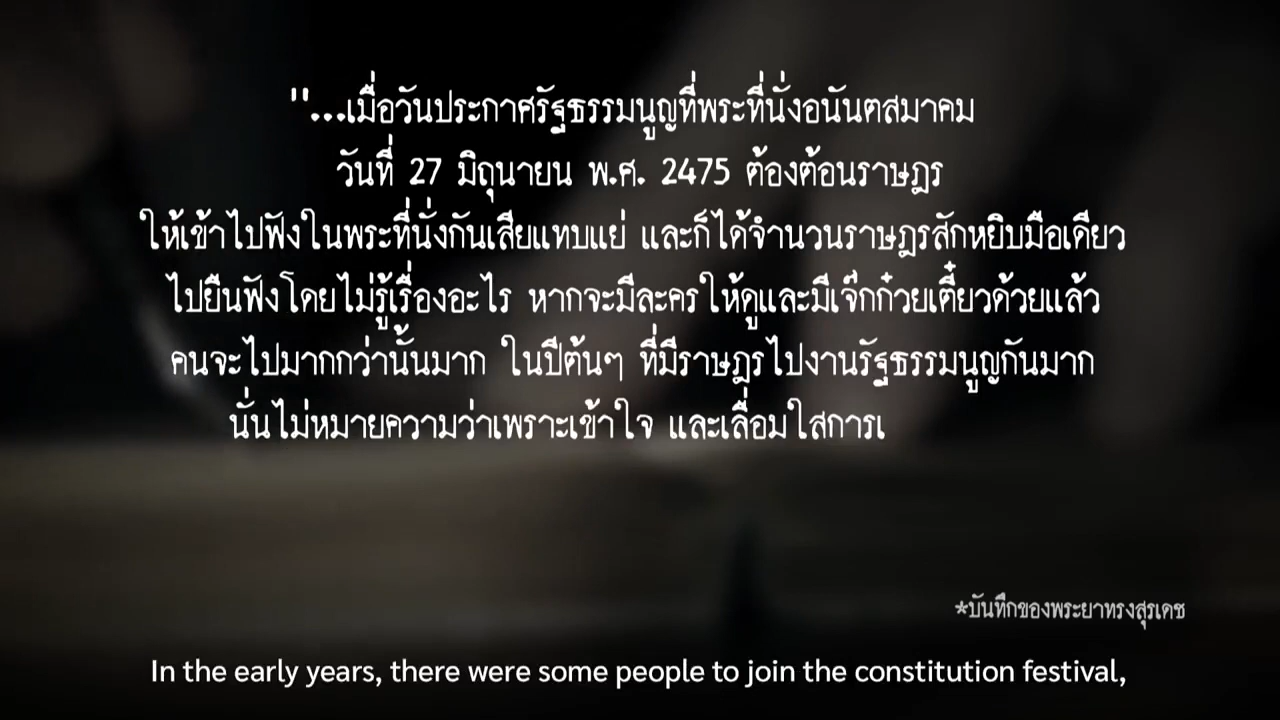 "...เมื่อวันประกาศรัฐธรรมนูญที่พระที่นั่งอนันตสมาคม
วันที่ 27 มิถุนายน พ.ศ. 2475 ต้องต้อนราษฎร
ให้เข้าไปฟังในพระที่นั่งกันเสียแทบแย่ และก็ได้จำนวนราษฎรสักหยิบมือเดียว
ไปยืนฟังโดยไม่รู้เรื่องอะไร หากจะมีละครให้ดูและมีเจ๊กก๋วยเตี๋ยวด้วยแล้ว
คนจะไปมากกว่านั้นมาก ในปีต้นๆ ที่มีราษฎรไปงานรัฐธรรมนูญกันมาก
นั่นไม่หมายความว่าเพราะเข้าใจ และเลื่อมใสการเ
*บันทึกของพระยาทรงสุรเดช
In the early years, there were some people to join the constitution festival,